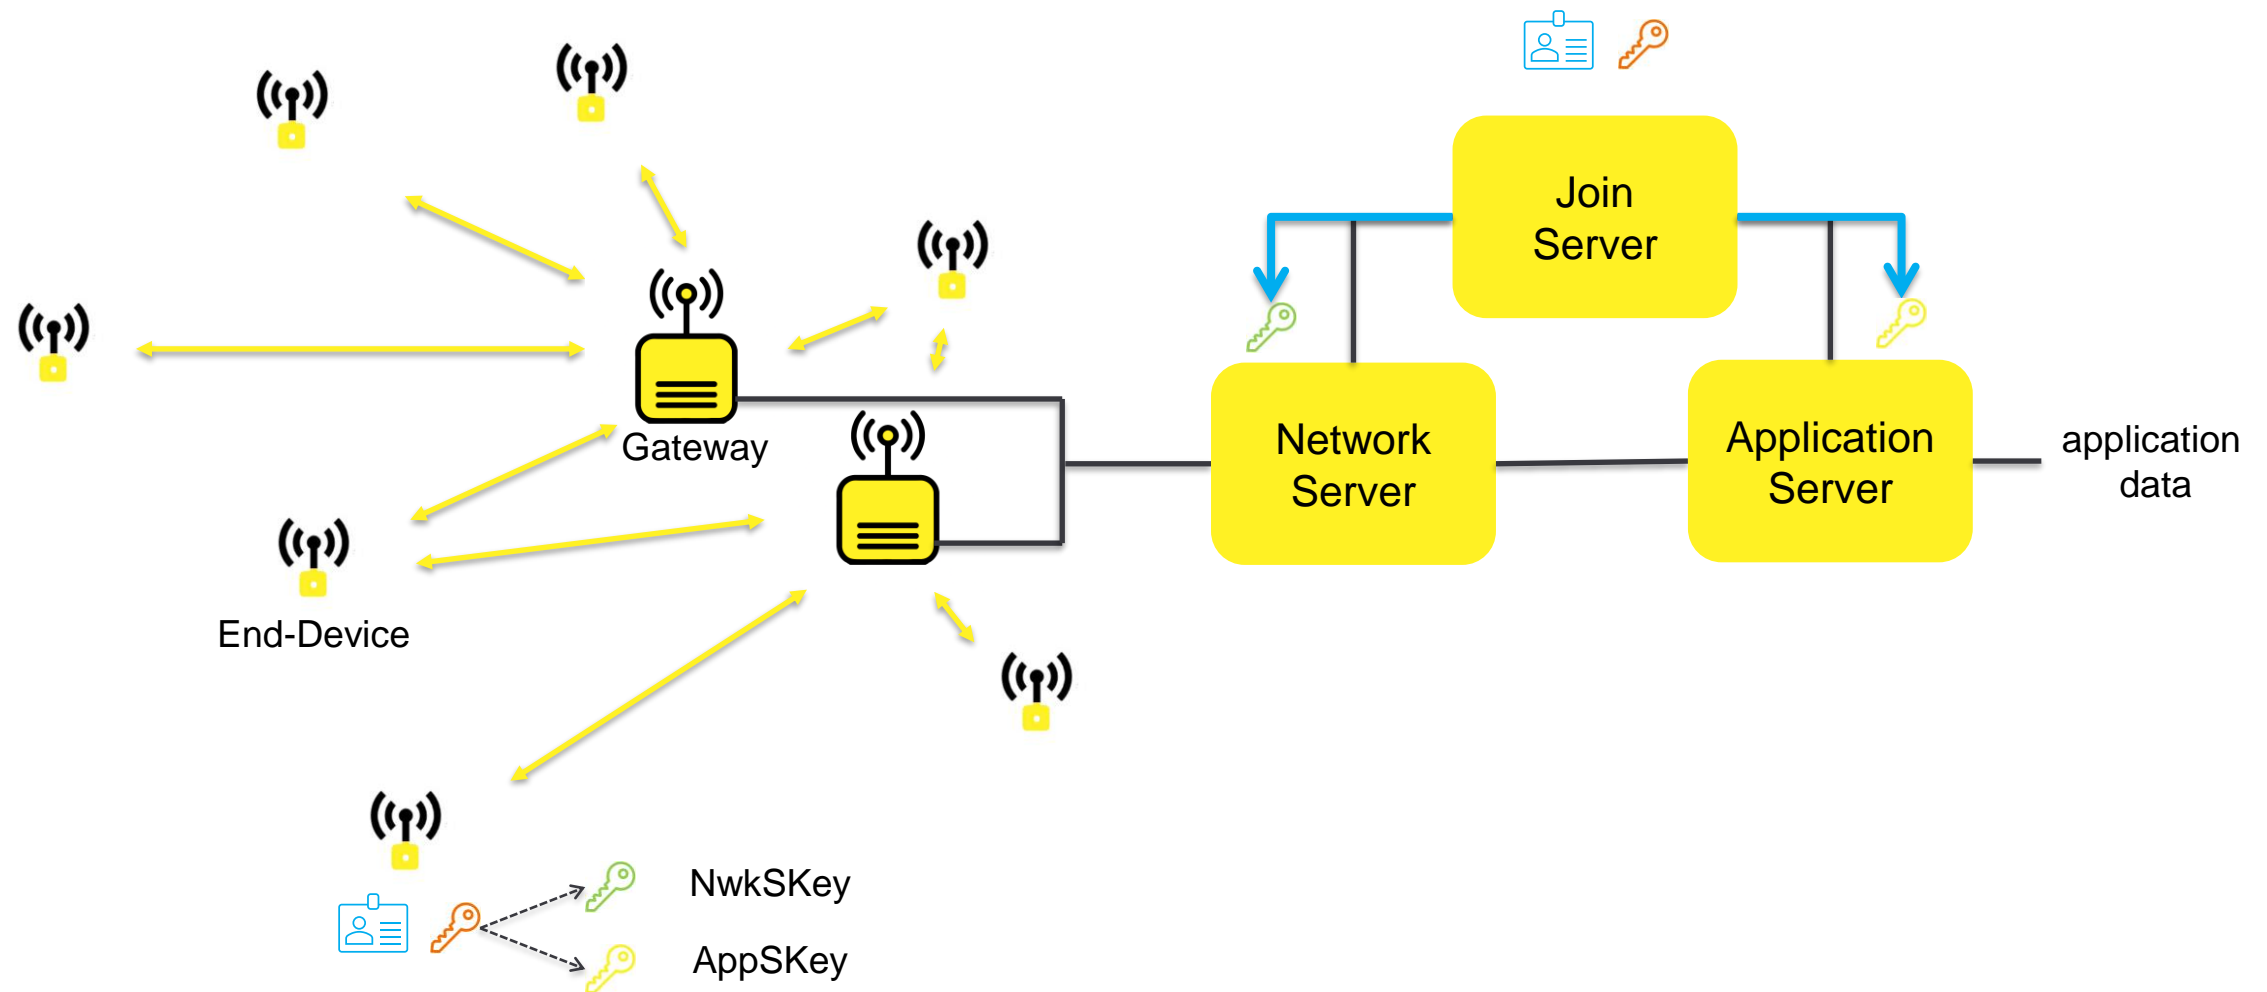 Join
Server
Gateway
Network
Server
Application
Server
application
data
End-Device
NwkSKey
AppSKey